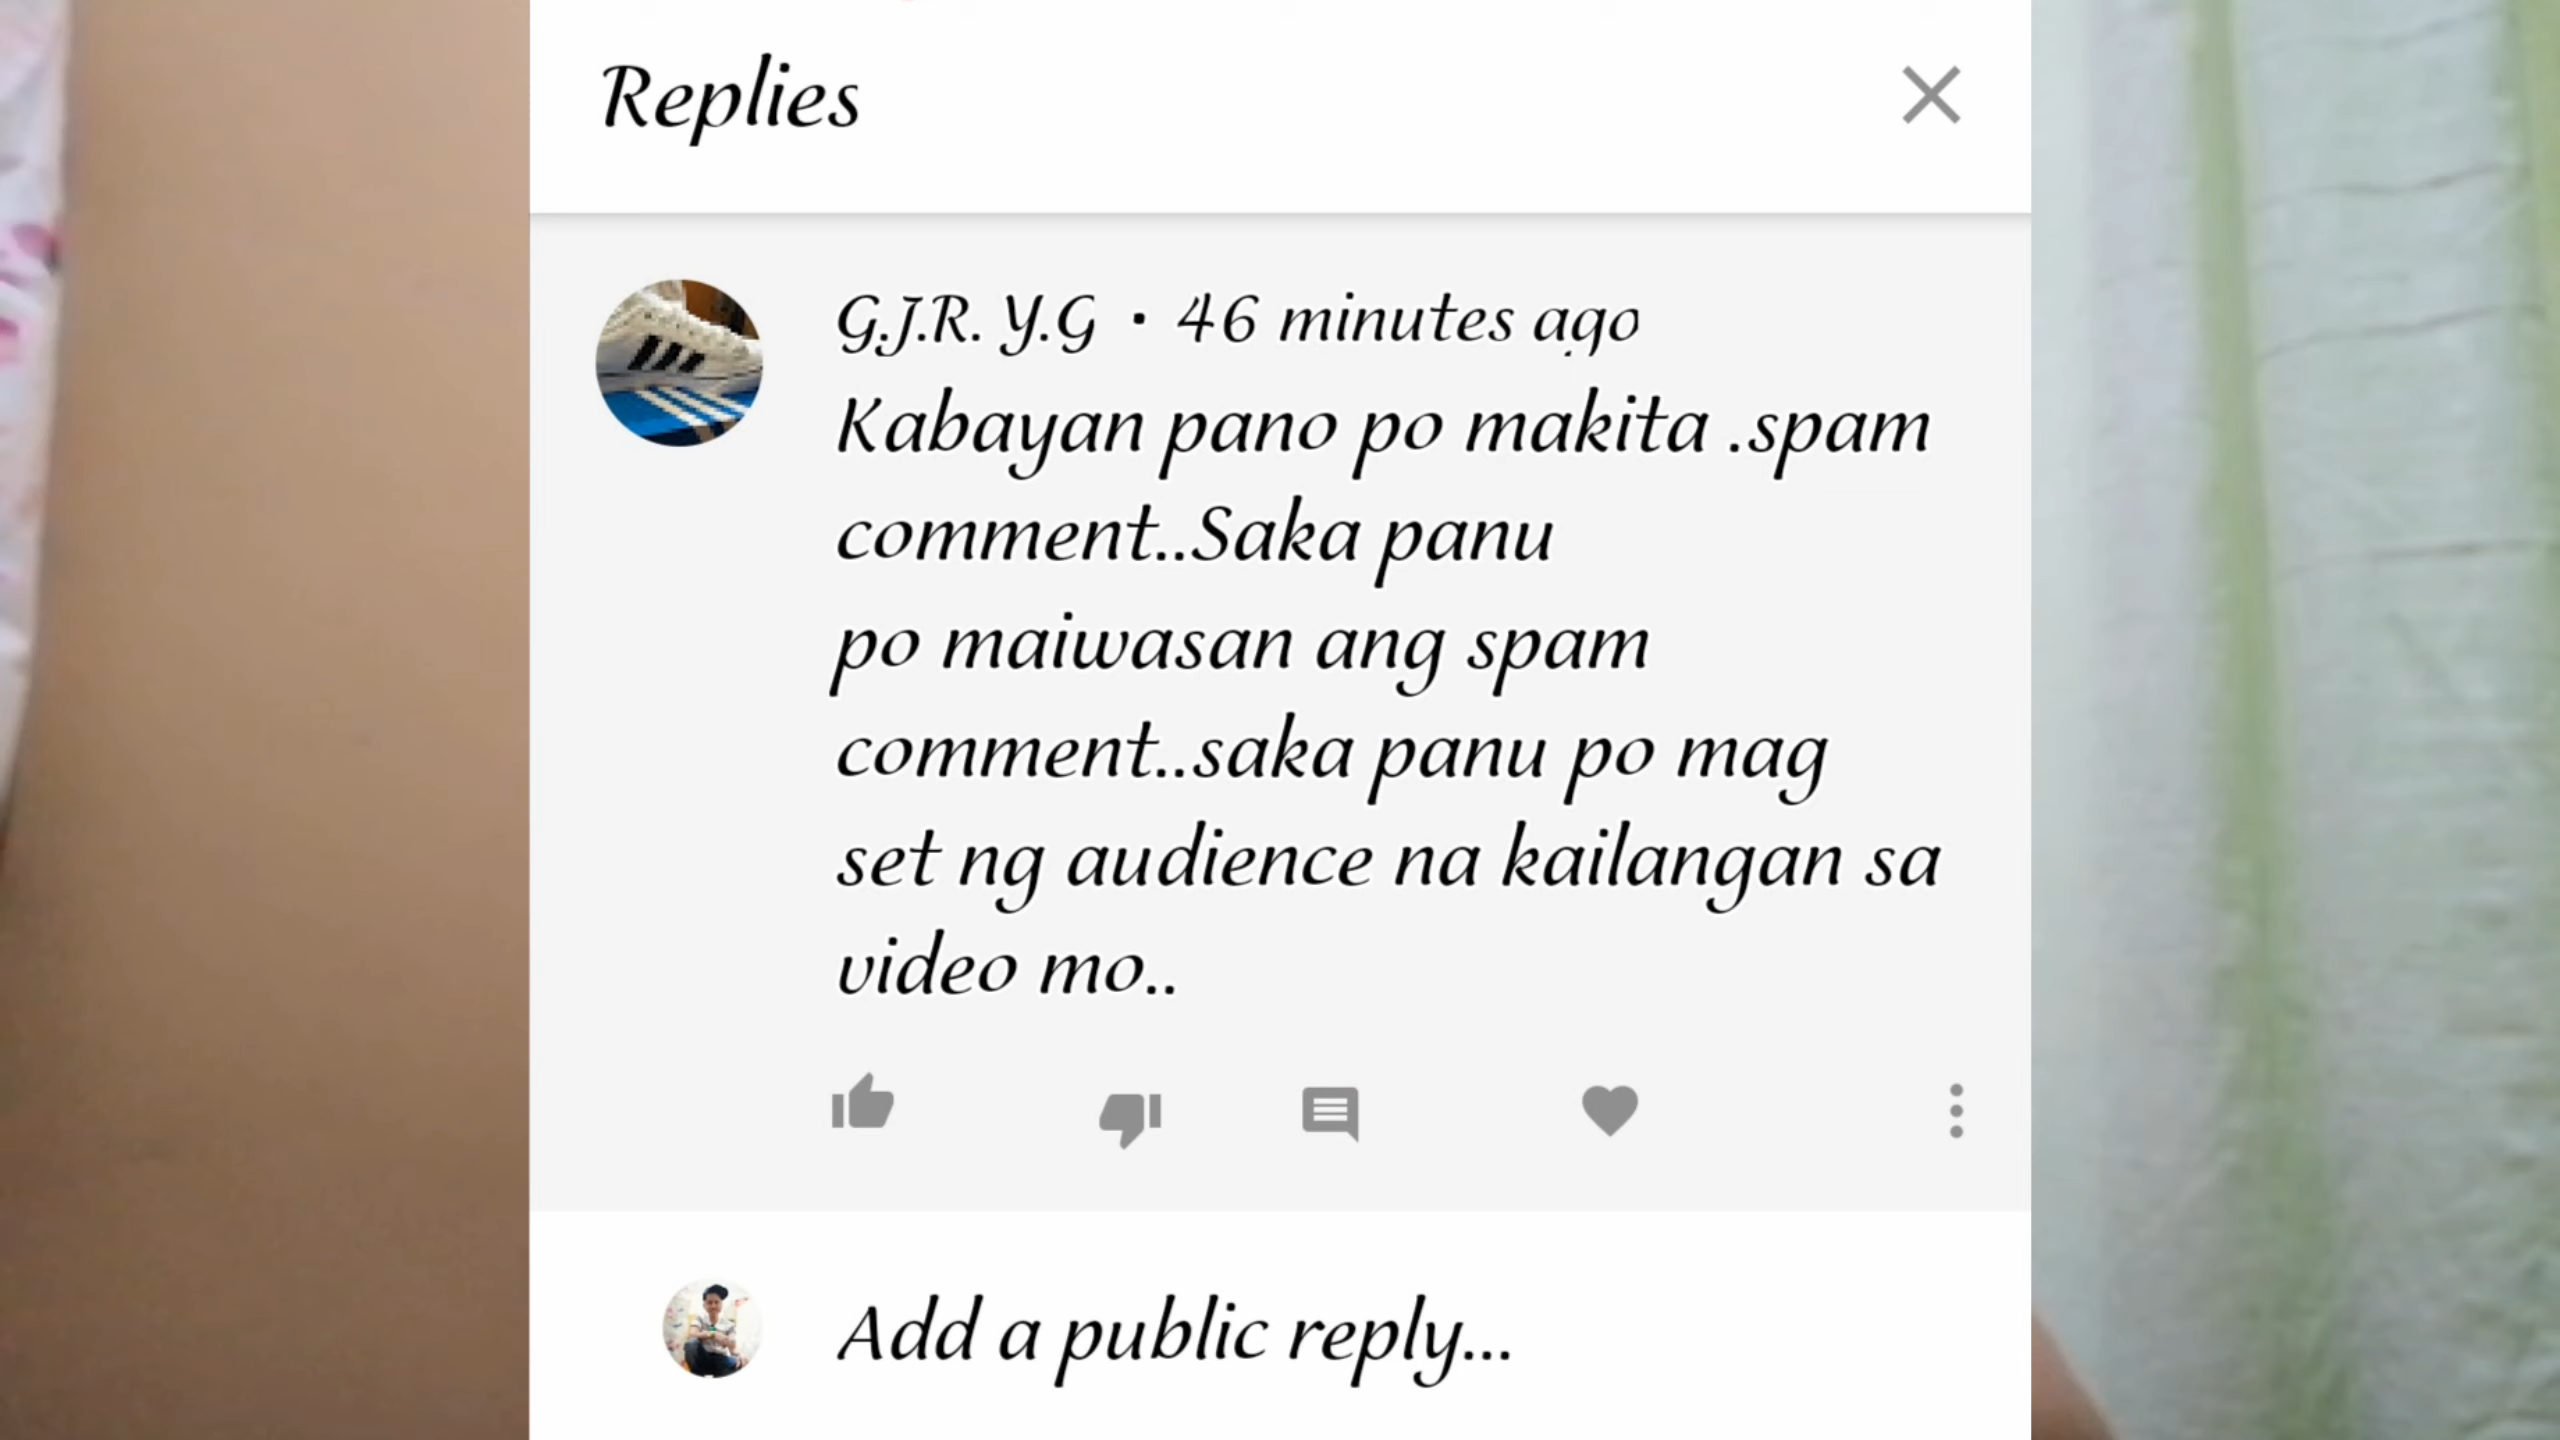 Replies
G.J.R. Y.G • 46 minutes ago
Kabayan pano po makita .spam
comment..Saka panu
po maiwasan ang spam
comment..saka panu po mag
set ng audience na kailangan sa
video mo..
Add a public reply...